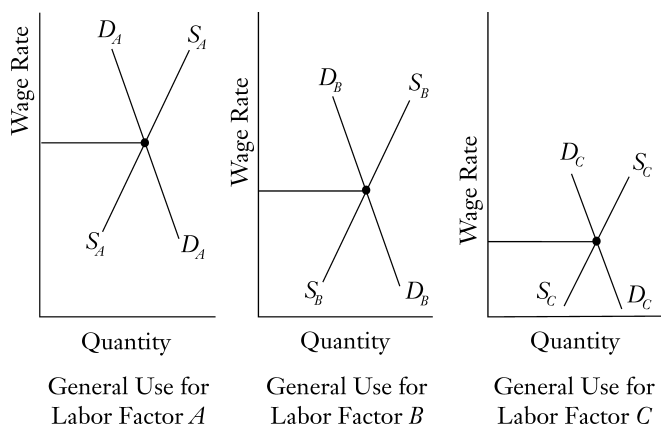 Wage Rate
D_A
S_A
S_A
D_A
Quantity
General Use for
Labor Factor A
Wage Rate
D_B
S_B
S_B
D_B
Quantity
General Use for
Labor Factor B
Wage Rate
D_C
S_C
S_C
D_C
Quantity
General Use for
Labor Factor C